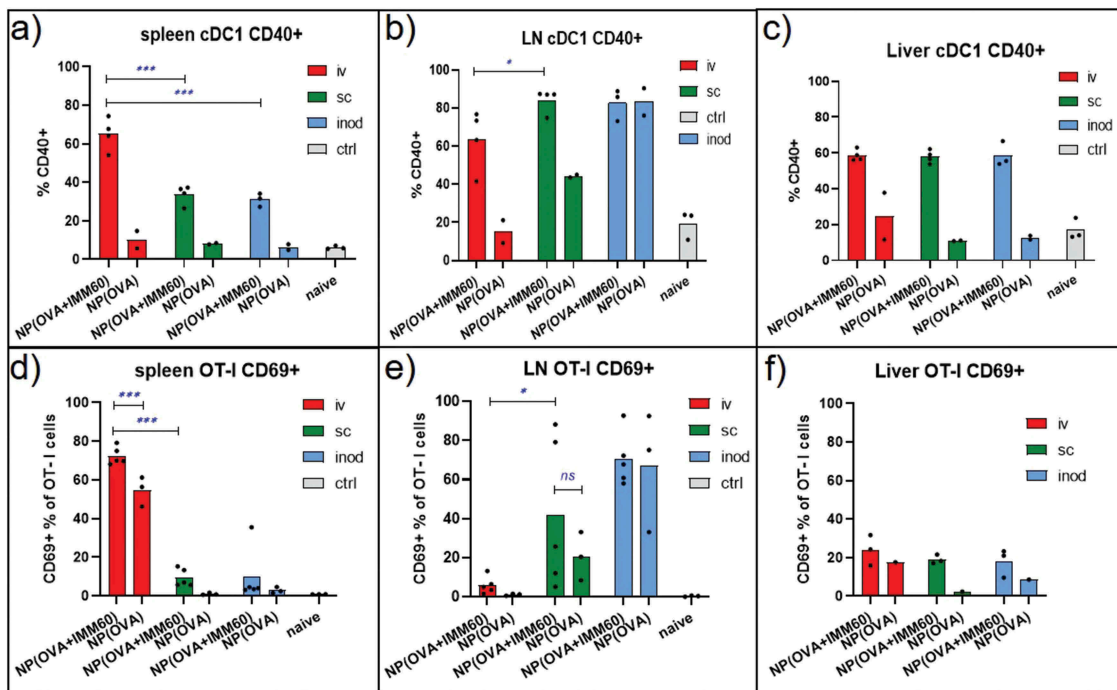 a)
spleen cDC1 CD40+
% CD40+
100
80
60
40
20
0
***
***
iv
sc
inod
ctrl
NP(OVA+IMM60)
NP(OVA)
NP(OVA+IMM60)
NP(OVA)
NP(OVA+IMM60)
NP(OVA)
naive
b)
LN cDC1 CD40+
% CD40+
100
80
60
40
20
0
*
iv
sc
ctrl
inod
NP(OVA+IMM60)
NP(OVA)
NP(OVA+IMM60)
NP(OVA)
NP(OVA+IMM60)
NP(OVA)
naive
c)
Liver cDC1 CD40+
% CD40+
100
80
60
40
20
0
iv
sc
inod
ctrl
NP(OVA+IMM60)
NP(OVA)
NP(OVA+IMM60)
NP(OVA)
NP(OVA+IMM60)
NP(OVA)
naive
d)
spleen OT-I CD69+
CD69+ % of OT- I cells
100
80
60
40
20
0
***
***
iv
sc
inod
ctrl
NP(OVA+IMM60)
NP(OVA)
NP(OVA+IMM60)
NP(OVA)
NP(OVA+IMM60)
NP(OVA)
naive
e)
LN OT-I CD69+
CD69+ % of OT- I cells
100
80
60
40
20
0
*
ns
iv
sc
inod
ctrl
NP(OVA+IMM60)
NP(OVA)
NP(OVA+IMM60)
NP(OVA)
NP(OVA+IMM60)
NP(OVA)
naive
f)
Liver OT-I CD69+
CD69+ % of OT- I cells
100
80
60
40
20
0
iv
sc
inod
NP(OVA+IMM60)
NP(OVA)
NP(OVA+IMM60)
NP(OVA)
NP(OVA+IMM60)
NP(OVA)